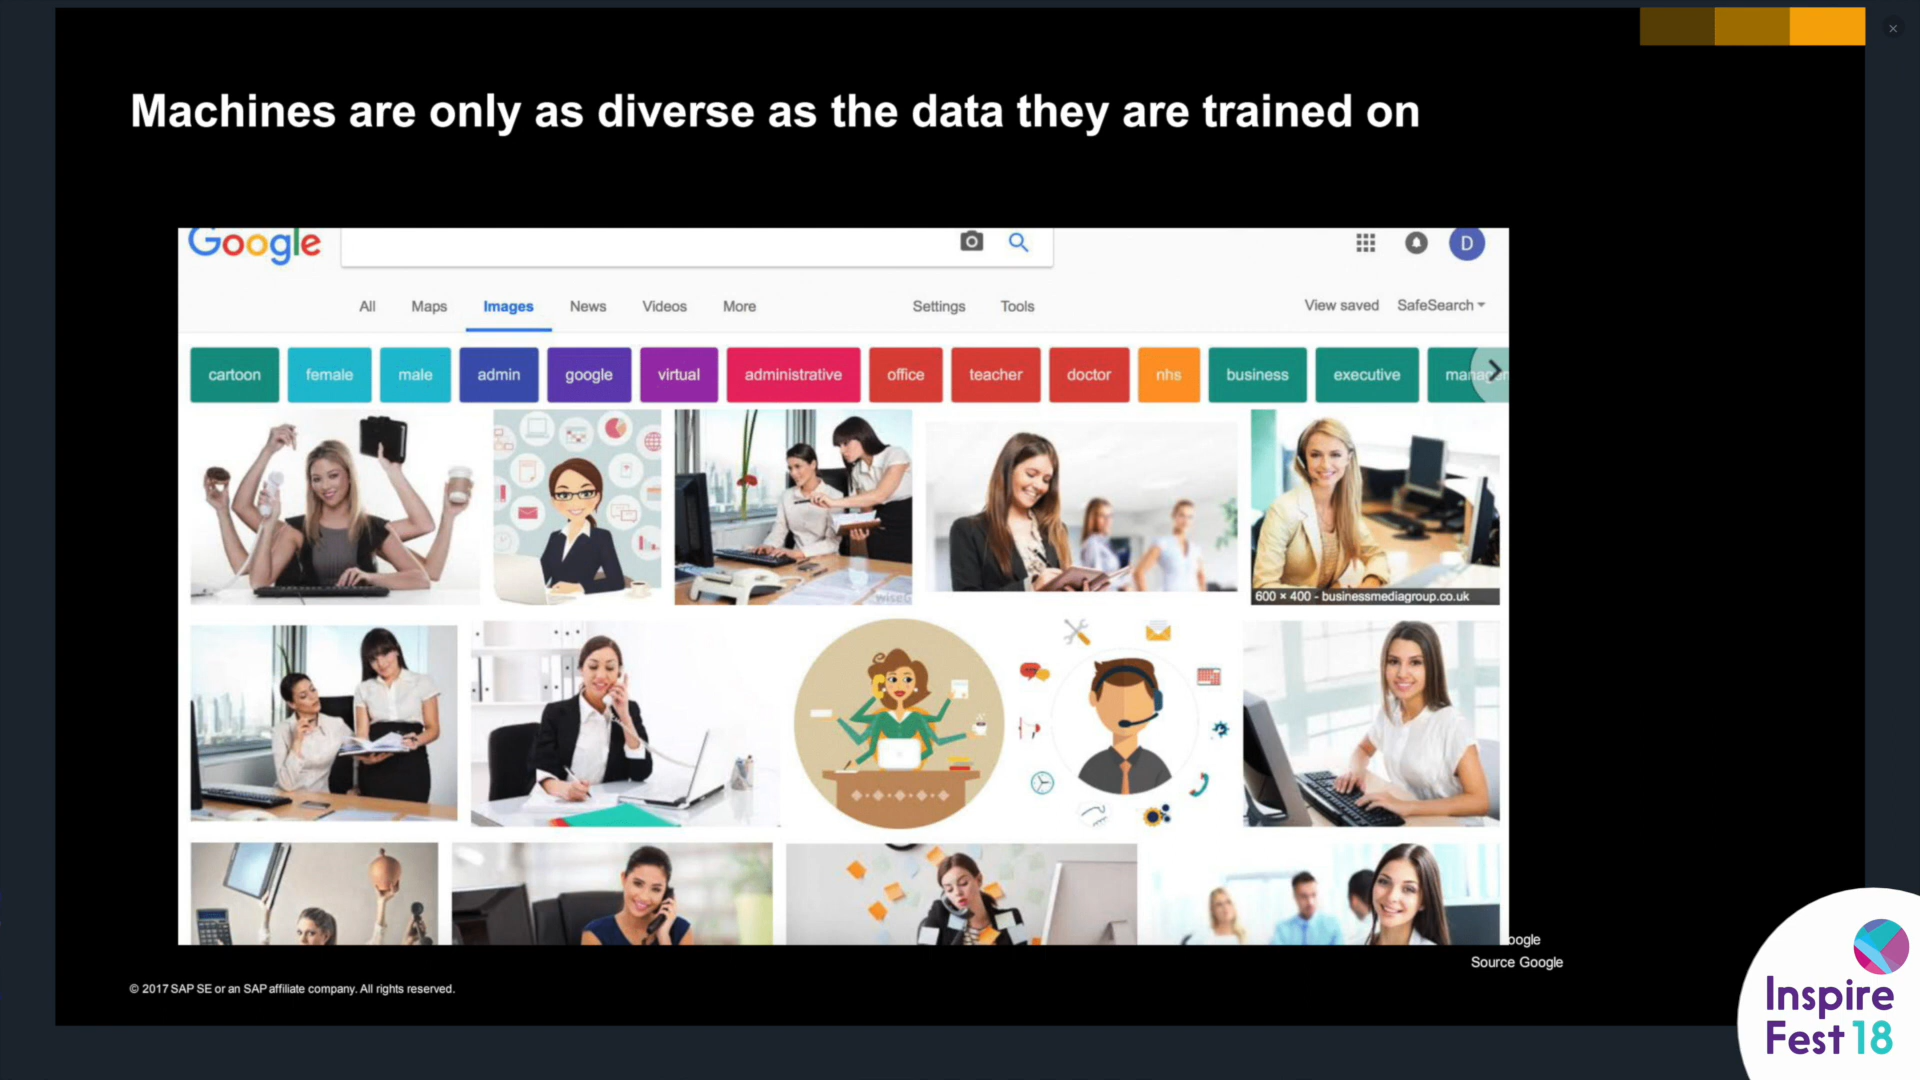 Machines are only as diverse as the data they are trained on
Google
D
All Maps Images News Videos More Settings Tools View saved SafeSearch
cartoon female male admin google virtual administrative office teacher doctor nhs business executive manager
600 × 400 - businessmediagroup.co.uk
oogle
Source Google
© 2017 SAP SE or an SAP affiliate company. All rights reserved.
Inspire
Fest 18